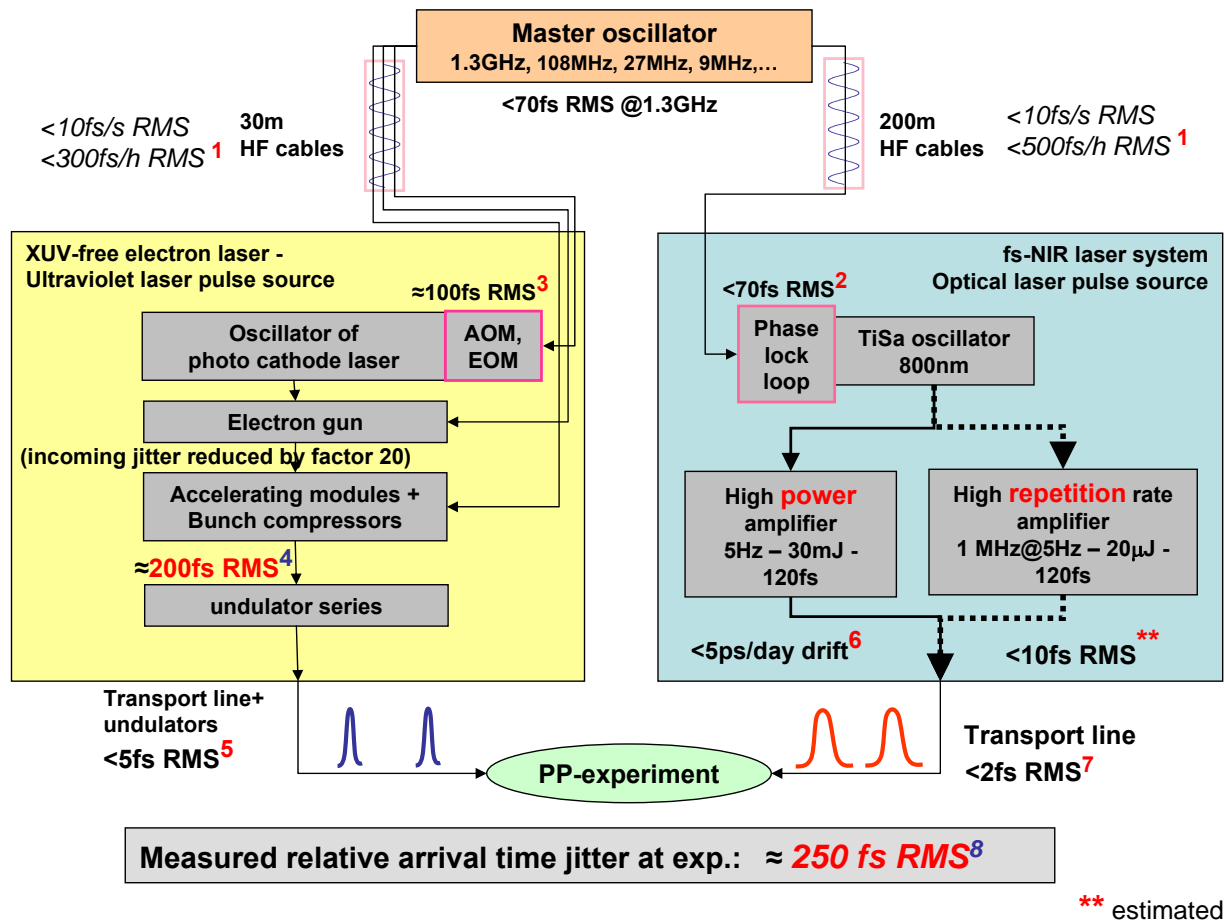 Master oscillator
1.3GHz, 108MHz, 27MHz, 9MHz,…
<70fs RMS @1.3GHz
<10fs/s RMS
<300fs/h RMS 1
30m
HF cables
200m
HF cables
<10fs/s RMS
<500fs/h RMS 1
XUV-free electron laser -
Ultraviolet laser pulse source
≈100fs RMS3
Oscillator of
photo cathode laser
AOM,
EOM
Electron gun
(incoming jitter reduced by factor 20)
Accelerating modules +
Bunch compressors
≈200fs RMS4
undulator series
fs-NIR laser system
Optical laser pulse source
<70fs RMS2
Phase
lock
loop
TiSa oscillator
800nm
High power
amplifier
5Hz – 30mJ -
120fs
High repetition rate
amplifier
1 MHz@5Hz – 20μJ -
120fs
<5ps/day drift6
<10fs RMS**
Transport line+
undulators
<5fs RMS5
PP-experiment
Transport line
<2fs RMS7
Measured relative arrival time jitter at exp.: ≈ 250 fs RMS8
** estimated